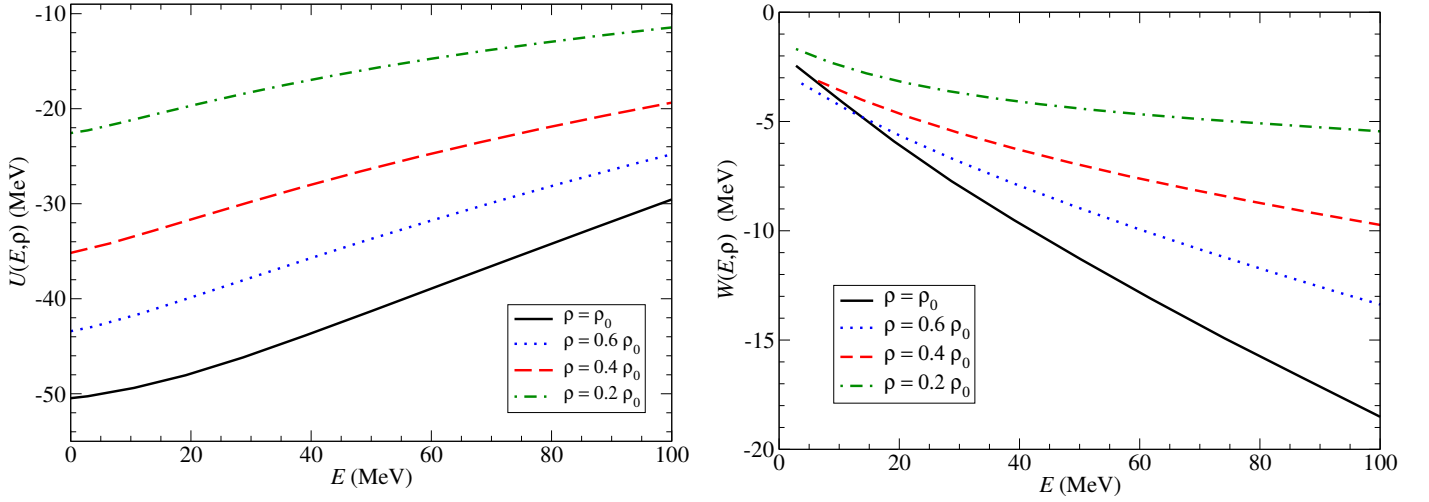 -10
-20
-30
-40
-50
U(E,ρ) (MeV)
0 20 40 60 80 100
E (MeV)
ρ = ρ0
ρ = 0.6 ρ0
ρ = 0.4 ρ0
ρ = 0.2 ρ0
0
-5
-10
-15
-20
W(E,ρ) (MeV)
0 20 40 60 80 100
E (MeV)
ρ = ρ0
ρ = 0.6 ρ0
ρ = 0.4 ρ0
ρ = 0.2 ρ0